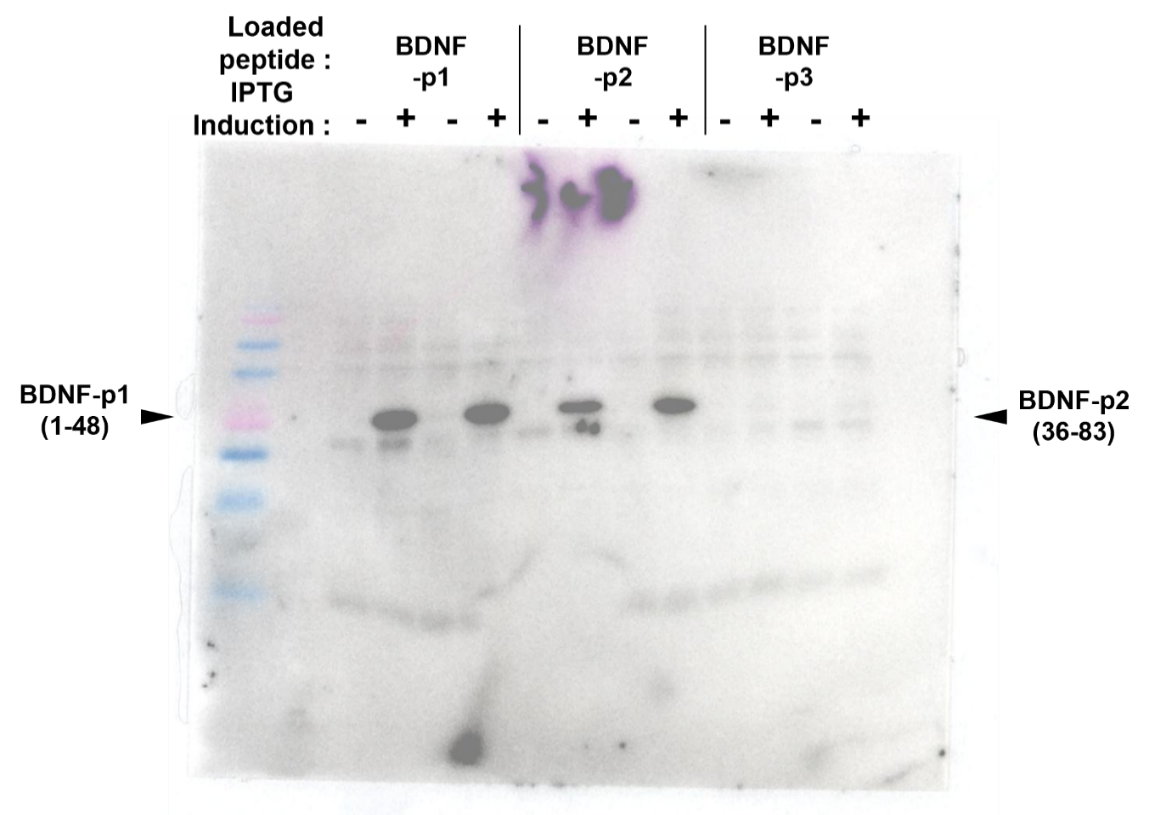 Loaded
peptide :
IPTG
Induction :
BDNF
-p1
BDNF
-p2
BDNF
-p3
- + - + - + - + - + - +
BDNF-p1
(1-48)
BDNF-p2
(36-83)